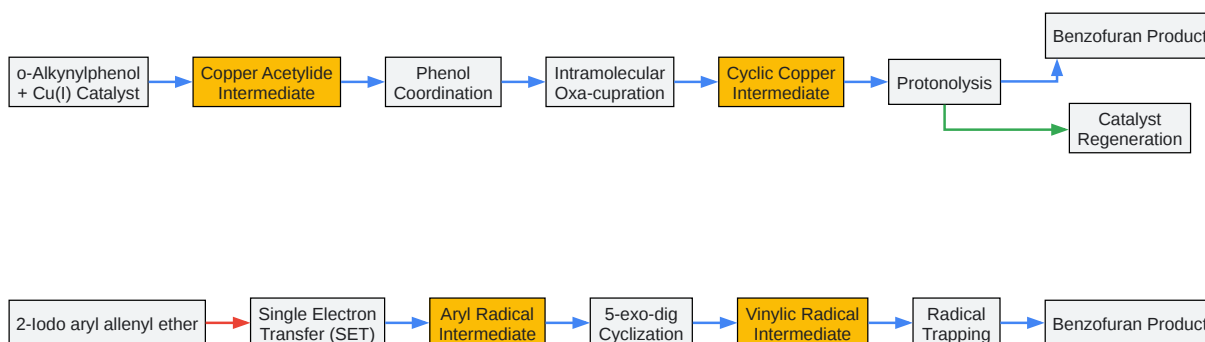 o-Alkynylphenol
+ Cu(I) Catalyst
Copper Acetylide
Intermediate
Phenol
Coordination
Intramolecular
Oxa-cupration
Cyclic Copper
Intermediate
Protonolysis
Benzofuran Product
Catalyst
Regeneration
2-Iodo aryl allenyl ether
Single Electron
Transfer (SET)
Aryl Radical
Intermediate
5-exo-dig
Cyclization
Vinylic Radical
Intermediate
Radical
Trapping
Benzofuran Product